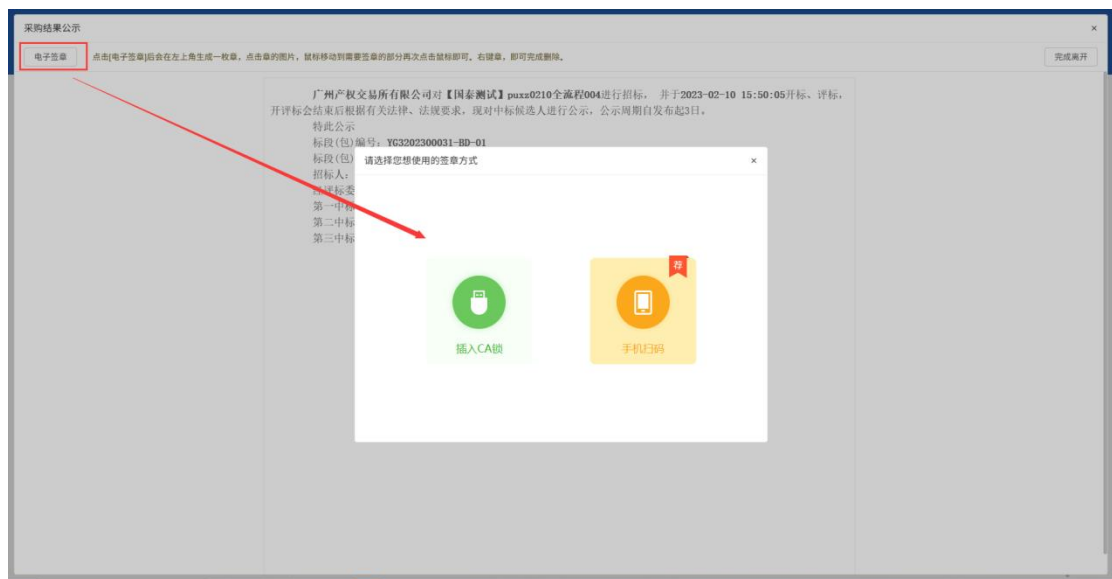 采购结果公示
×
电子签章 点击[电子签章]后会在左上角生成一枚章，点击章的图片，鼠标移动到需要签章的部分再次点击鼠标即可。右键章，即可完成删除。 完成离开
广州产权交易所有限公司对【国泰测试】puxz0210全流程004进行招标， 并于2023-02-10 15:50:05开标、评标，
开评标会结束后根据有关法律、法规要求，现对中标候选人进行公示，公示周期自发布起3日。
特此公示
标段(包)编号：YG3202300031-BD-01
标段(包)
招标人：
评标委
第一中标
第二中标
第三中标
请选择您想使用的签章方式 ×
荐
插入CA锁 手机扫码